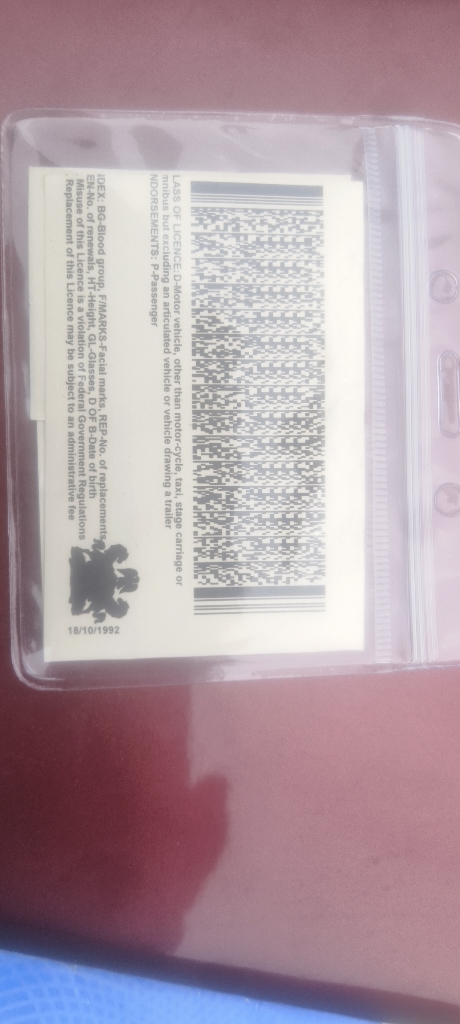 LASS OF LICENCE:D-Motor vehicle, other than motor-cycle, taxi, stage carriage or
mnibus but excluding an articulated vehicle or vehicle drawing a trailer
NDORSEMENTS: P-Passenger
IDEX: BG-Blood group, F/MARKS-Facial marks, REP-No. of replacements,
EN-No. of renewals, HT-Height, GL-Glasses, D OF B-Date of birth
Misuse of this Licence is a violation of Federal Government Regulations
Replacement of this Licence may be subject to an administrative fee
18/10/1992